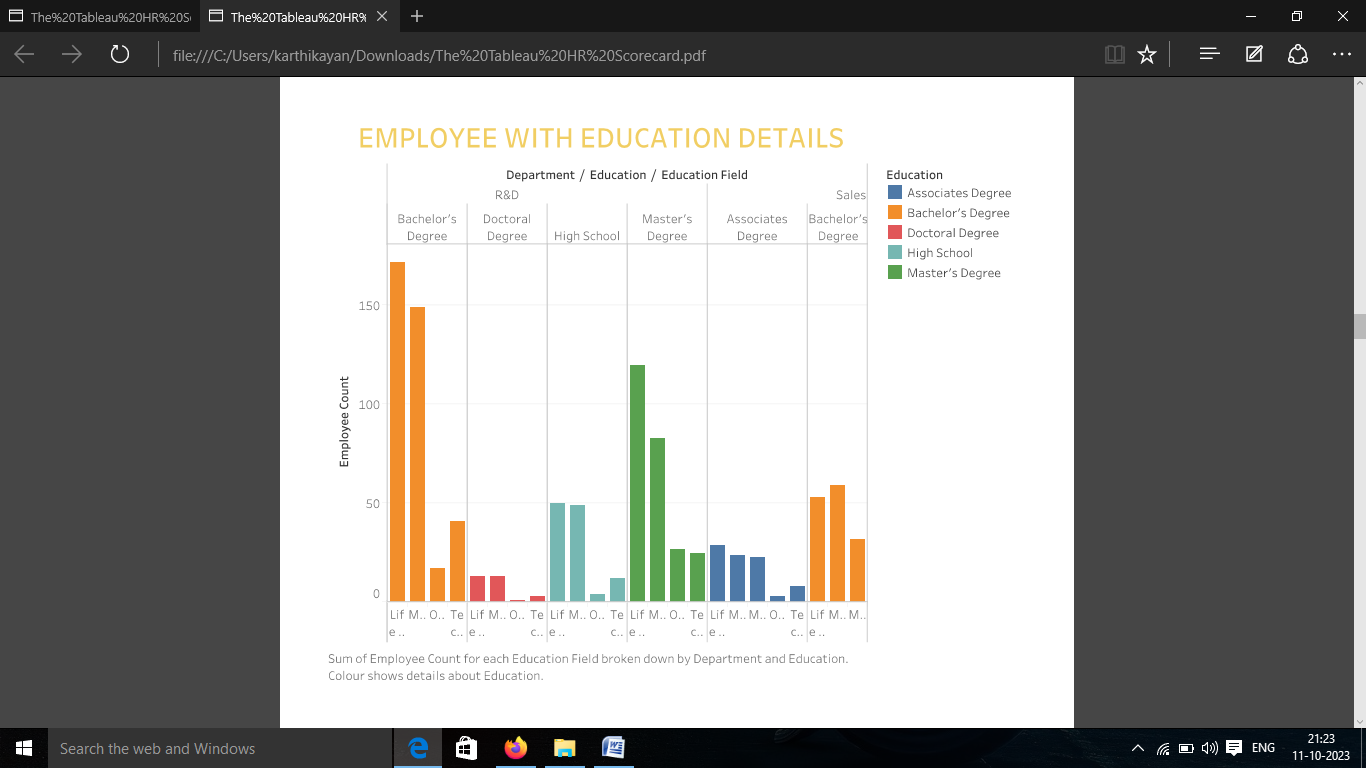 The%20Tableau%20HR%20S
The%20Tableau%20HR%
file:///C:/Users/karthikayan/Downloads/The%20Tableau%20HR%20Scorecard.pdf
EMPLOYEE WITH EDUCATION DETAILS
Department / Education / Education Field
R&D Sales
Bachelor's Degree
Doctoral Degree
High School
Master's Degree
Associates Degree
Bachelor's Degree
Education
Associates Degree
Bachelor's Degree
Doctoral Degree
High School
Master's Degree
Employee Count
150
100
50
0
Lif M.. O.. Te Lif M.. O.. Te Lif M.. O.. Te Lif M.. O.. Te Lif M.. M.. O.. Te Lif M.. M..
e .. c.. e .. c.. e .. c.. e .. c.. e .. c.. e ..
Sum of Employee Count for each Education Field broken down by Department and Education.
Colour shows details about Education.
Search the web and Windows
ENG
21:23
11-10-2023